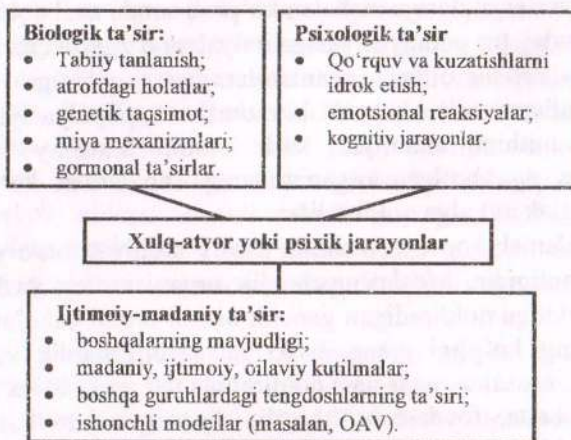 Biologik ta'sir:
• Tabiiy tanlanish;
• atrofdagi holatlar;
• genetik taqsimot;
• miya mexanizmlari;
• gormonal ta'sirlar.
Psixologik ta'sir
• Qo'rquv va kuzatishlarni
idrok etish;
• emotsional reaksiyalar;
• kognitiv jarayonlar.
Xulq-atvor yoki psixik jarayonlar
Ijtimoiy-madaniy ta'sir:
• boshqalarning mavjudligi;
• madaniy, ijtimoiy, oilaviy kutilmalar;
• boshqa guruhlardagi tengdoshlarning ta'siri;
• ishonchli modellar (masalan, OAV).